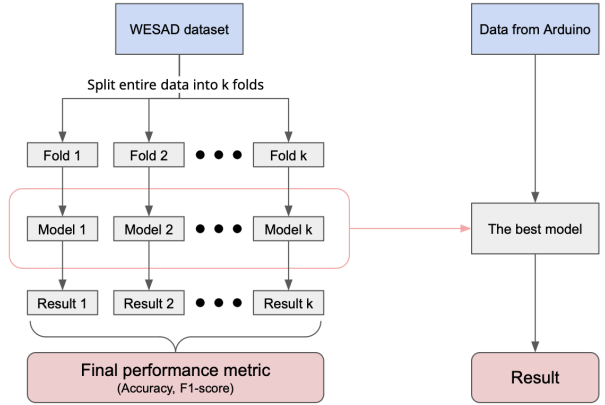 WESAD dataset
Data from Arduino
Split entire data into k folds
Fold 1
Fold 2
Fold k
Model 1
Model 2
Model k
The best model
Result 1
Result 2
Result k
Final performance metric
(Accuracy, F1-score)
Result